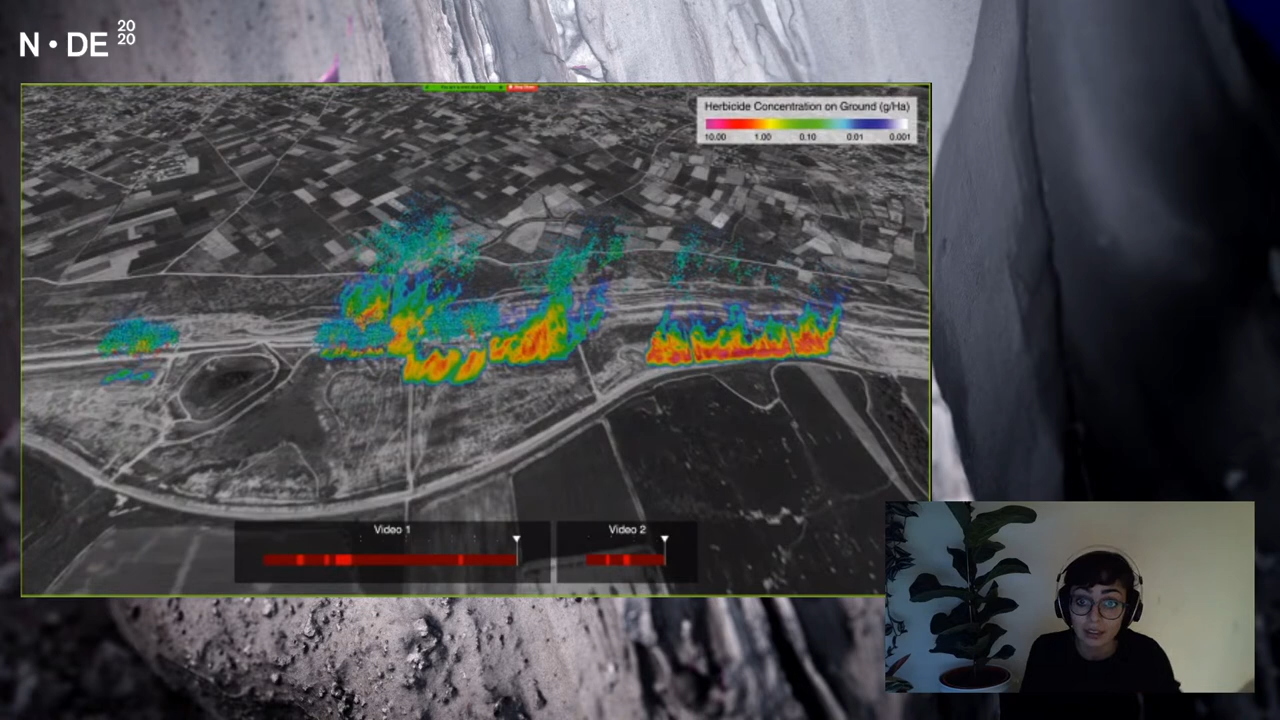 N • DE 20
20
Herbicide Concentration on Ground (g/Ha)
10.00 1.00 0.10 0.01 0.001
Video 1
Video 2